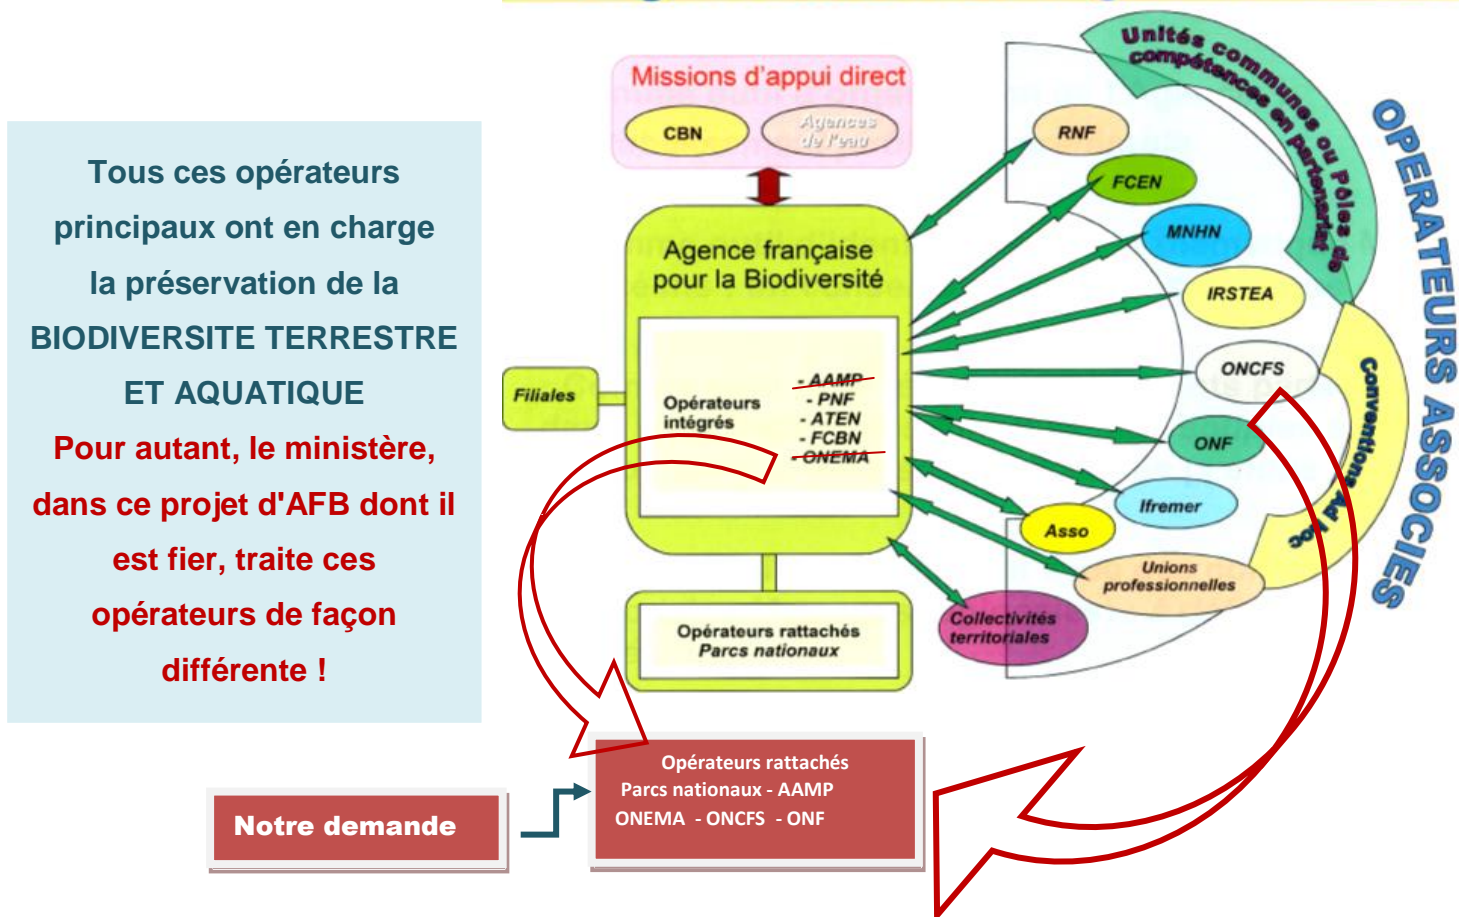 Tous ces opérateurs
principaux ont en charge
la préservation de la
BIODIVERSITE TERRESTRE
ET AQUATIQUE
Pour autant, le ministère,
dans ce projet d'AFB dont il
est fier, traite ces
opérateurs de façon
différente !
Missions d'appui direct
CBN
Agences
de l'eau
Agence française
pour la Biodiversité
Filiales
Opérateurs
intégrés
- AAMP
- PNF
- ATEN
- FCBN
- ONEMA
Opérateurs rattachés
Parcs nationaux
RNF
FCEN
MNHN
IRSTEA
ONCFS
ONF
Ifremer
Asso
Unions
professionnelles
Collectivités
territoriales
Unités communes ou Pôles de
compétences en partenariat
Conventions Ad hoc
OPERATEURS ASSOCIES
Notre demande
Opérateurs rattachés
Parcs nationaux - AAMP
ONEMA - ONCFS - ONF